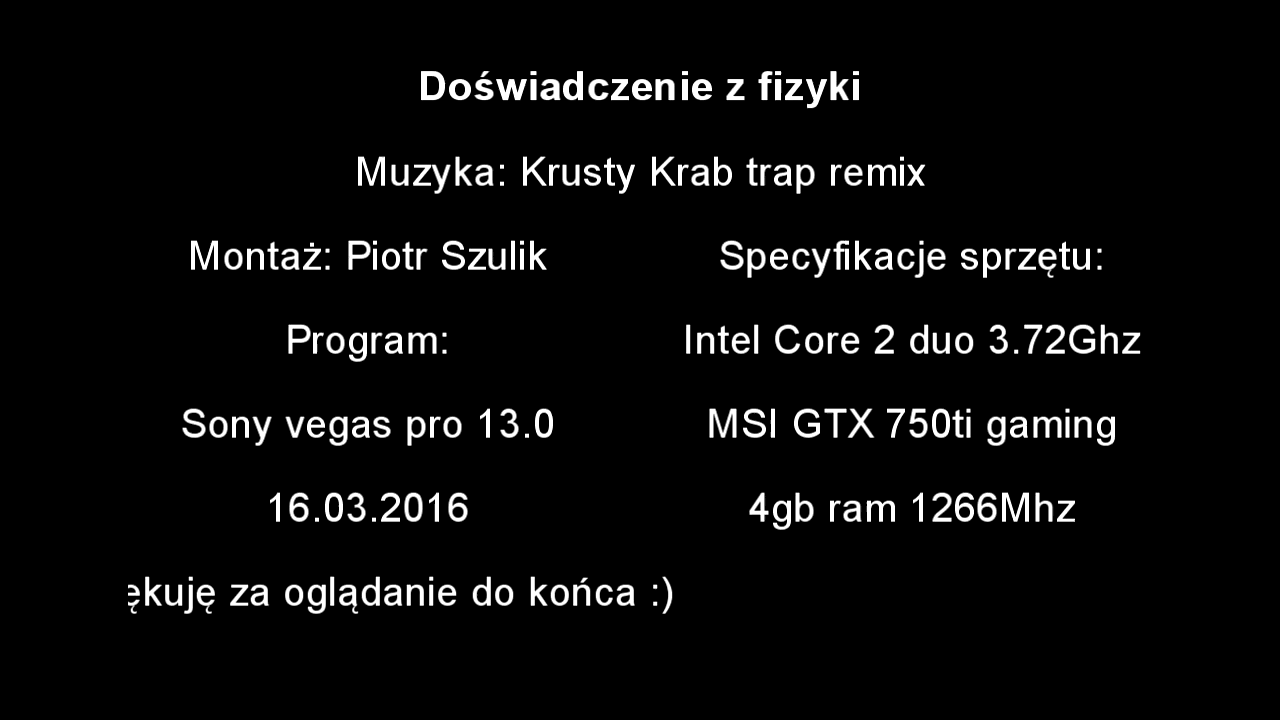 Doświadczenie z fizyki
Muzyka: Krusty Krab trap remix
Montaż: Piotr Szulik
Specyfikacje sprzętu:
Program:
Intel Core 2 duo 3.72Ghz
Sony vegas pro 13.0
MSI GTX 750ti gaming
16.03.2016
4gb ram 1266Mhz
ękuję za oglądanie do końca :)